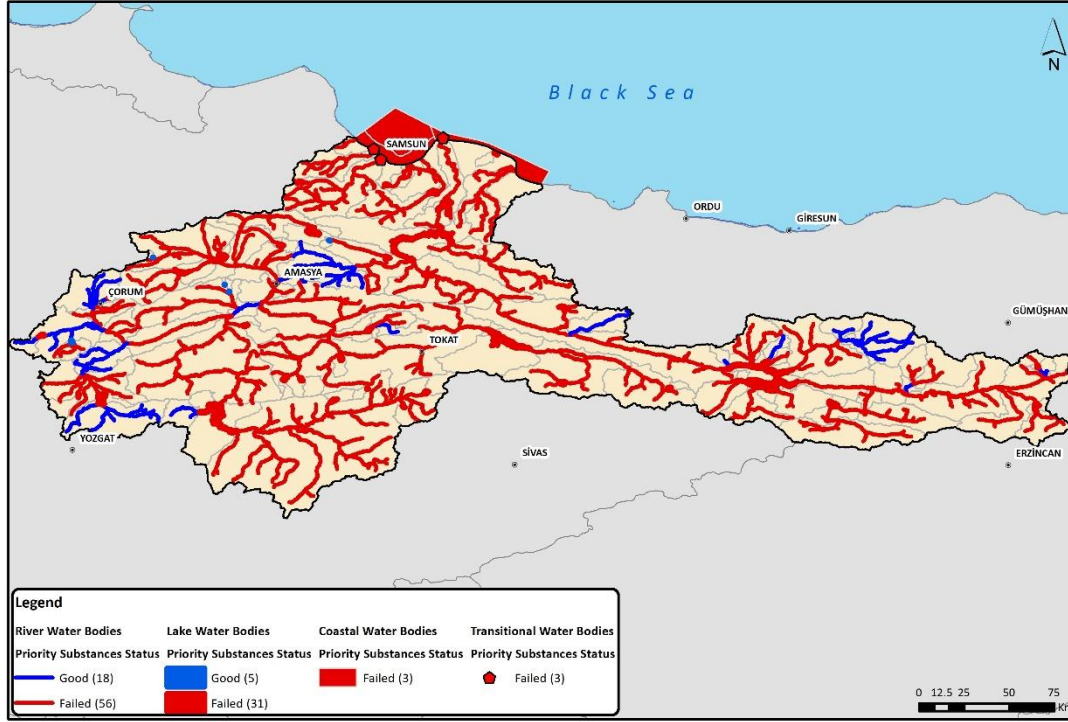 N
Black Sea
SAMSUN
ORDU
GİRESUN
AMASYA
ÇORUM
GÜMÜŞHAN
TOKAT
YOZGAT
SİVAS
ERZİNCAN
Legend
River Water Bodies Lake Water Bodies Coastal Water Bodies Transitional Water Bodies
Priority Substances Status Priority Substances Status Priority Substances Status Priority Substances Status
Good (18) Good (5) Failed (3) Failed (3)
Failed (56) Failed (31)
0 12.5 25 50 75